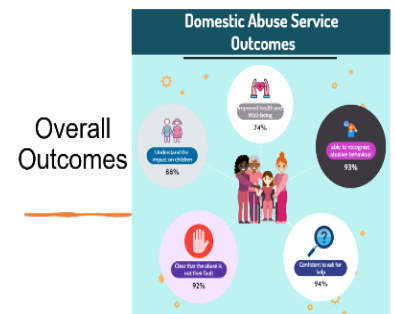 Overall
Outcomes
Domestic Abuse Service
Outcomes
Improved health and
Well-being
74%
Understand the
impact on children
88%
able to recognise
abusive behaviour
93%
Clear that the abuse is
not their fault
92%
Confident to ask for
help
94%